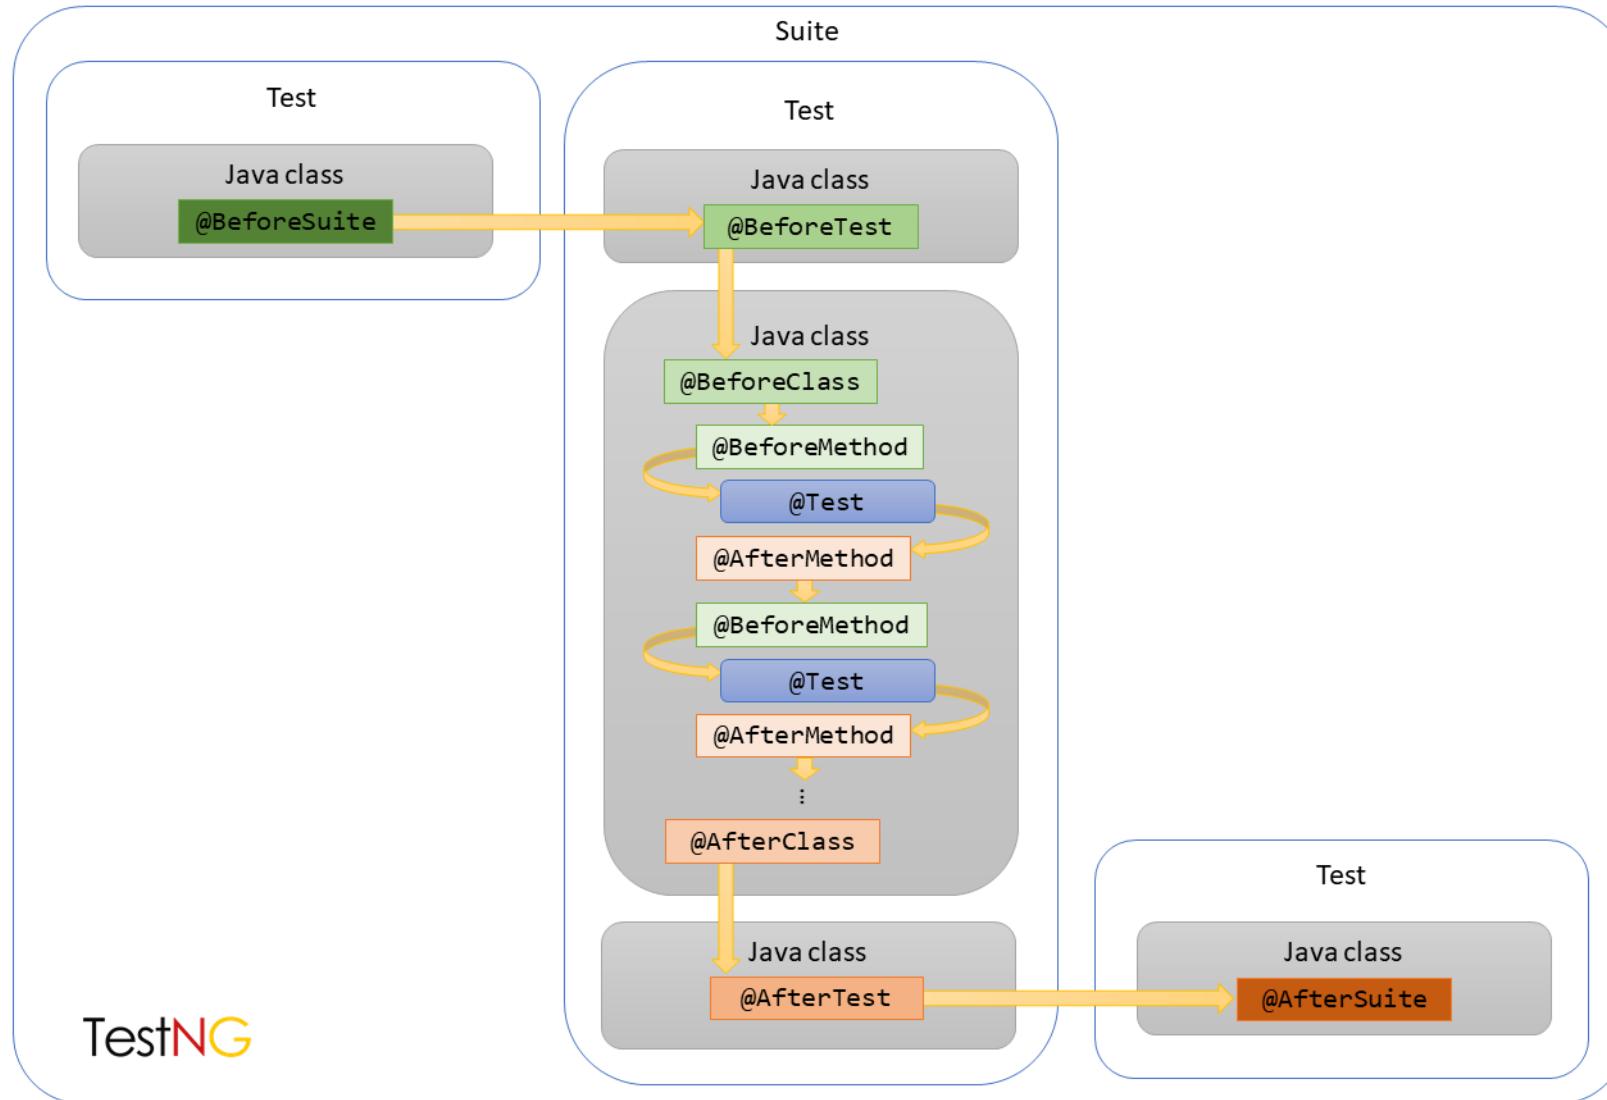 Suite
Test
Java class
@BeforeSuite
Test
Java class
@BeforeTest
Java class
@BeforeClass
@BeforeMethod
@Test
@AfterMethod
@BeforeMethod
@Test
@AfterMethod
...
@AfterClass
Java class
@AfterTest
Test
Java class
@AfterSuite
TestNG